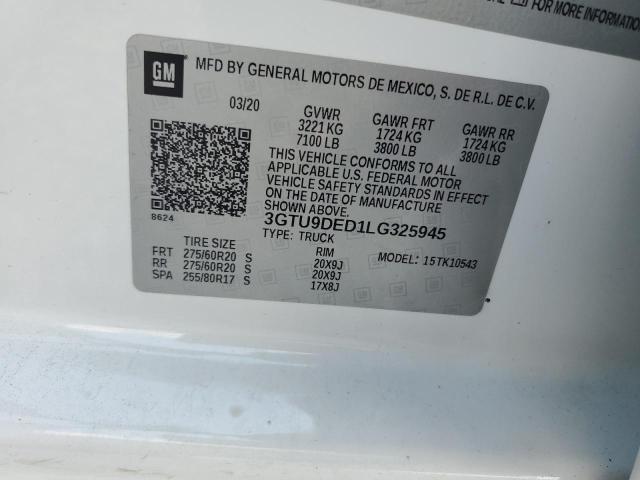 FOR MORE INFORMATION
GM
MFD BY GENERAL MOTORS DE MEXICO, S. DE R.L. DE C.V.
03/20 GVWR GAWR FRT GAWR RR
3221 KG 1724 KG 1724 KG
7100 LB 3800 LB 3800 LB
THIS VEHICLE CONFORMS TO ALL
APPLICABLE U.S. FEDERAL MOTOR
VEHICLE SAFETY STANDARDS IN EFFECT
ON THE DATE OF MANUFACTURE
SHOWN ABOVE.
8624
3GTU9DED1LG325945
TYPE: TRUCK
TIRE SIZE RIM MODEL: 15TK10543
FRT 275/60R20 S 20X9J
RR 275/60R20 S 20X9J
SPA 255/80R17 S 17X8J